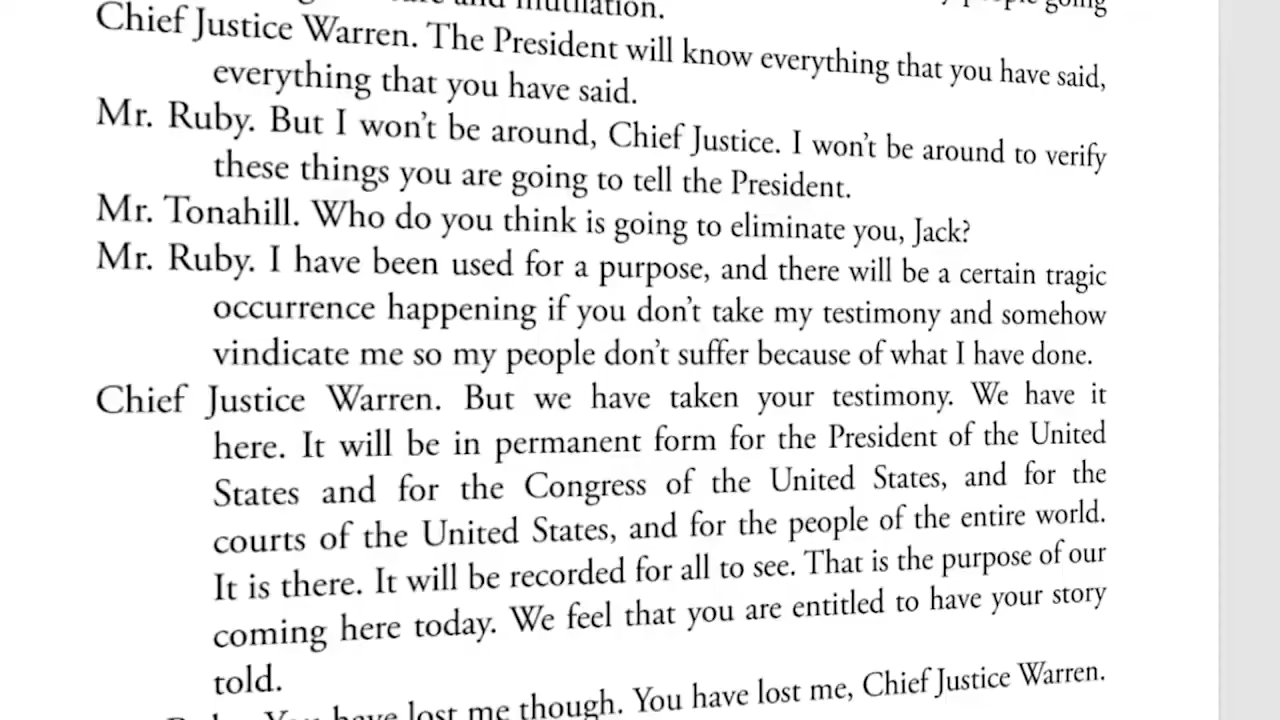 and mutilation. people going
Chief Justice Warren. The President will know everything that you have said,
everything that you have said.
Mr. Ruby. But I won't be around, Chief Justice. I won't be around to verify
these things you are going to tell the President.
Mr. Tonahill. Who do you think is going to eliminate you, Jack?
Mr. Ruby. I have been used for a purpose, and there will be a certain tragic
occurrence happening if you don't take my testimony and somehow
vindicate me so my people don't suffer because of what I have done.
Chief Justice Warren. But we have taken your testimony. We have it
here. It will be in permanent form for the President of the United
States and for the Congress of the United States, and for the
courts of the United States, and for the people of the entire world.
It is there. It will be recorded for all to see. That is the purpose of our
coming here today. We feel that you are entitled to have your story
told.
Ruby. You have lost me though. You have lost me, Chief Justice Warren.